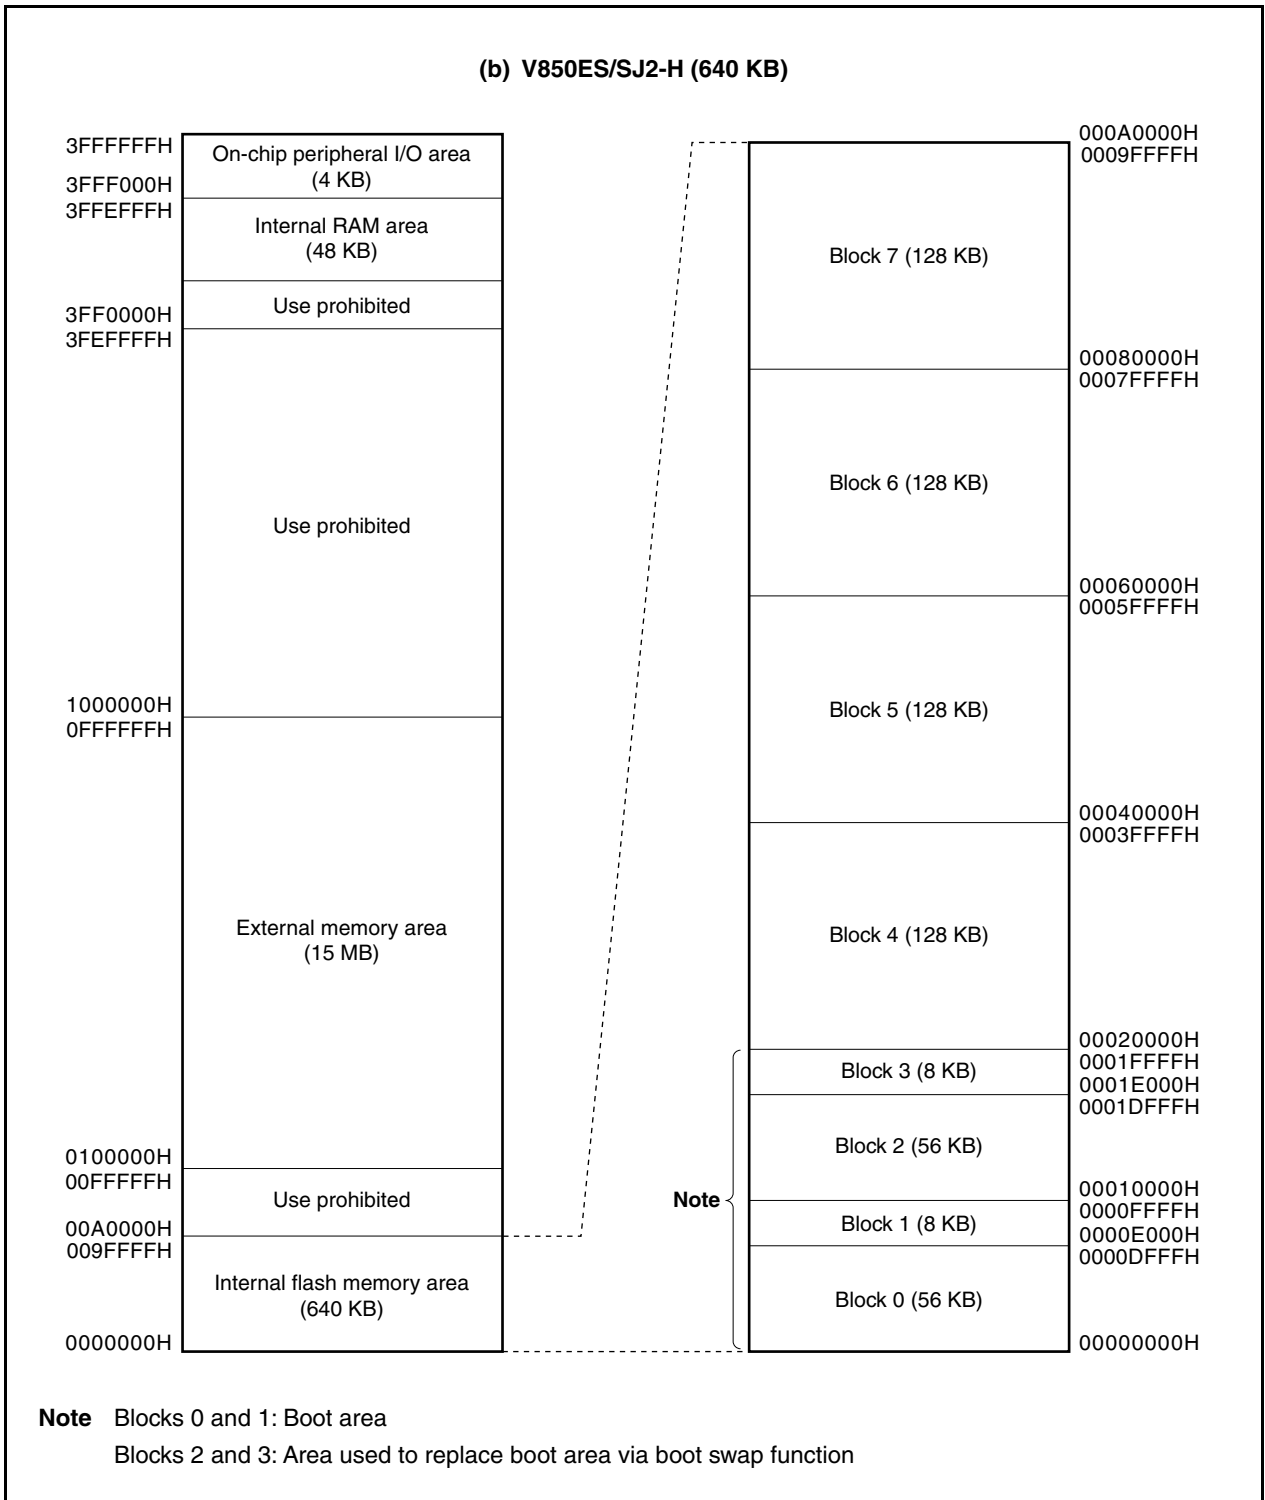 (b) V850ES/SJ2-H (640 KB)
3FFFFFFH
On-chip peripheral I/O area
(4 KB)
3FFF000H
3FFEFFFH
Internal RAM area
(48 KB)
Use prohibited
3FF0000H
3FEFFFFH
Use prohibited
1000000H
0FFFFFFH
External memory area
(15 MB)
0100000H
00FFFFFH
Use prohibited
00A0000H
009FFFFH
Internal flash memory area
(640 KB)
0000000H
000A0000H
0009FFFFH
Block 7 (128 KB)
00080000H
0007FFFFH
Block 6 (128 KB)
00060000H
0005FFFFH
Block 5 (128 KB)
00040000H
0003FFFFH
Block 4 (128 KB)
00020000H
0001FFFFH
Block 3 (8 KB)
0001E000H
0001DFFFH
Block 2 (56 KB)
Note
00010000H
0000FFFFH
Block 1 (8 KB)
0000E000H
0000DFFFH
Block 0 (56 KB)
00000000H
Note Blocks 0 and 1: Boot area
Blocks 2 and 3: Area used to replace boot area via boot swap function